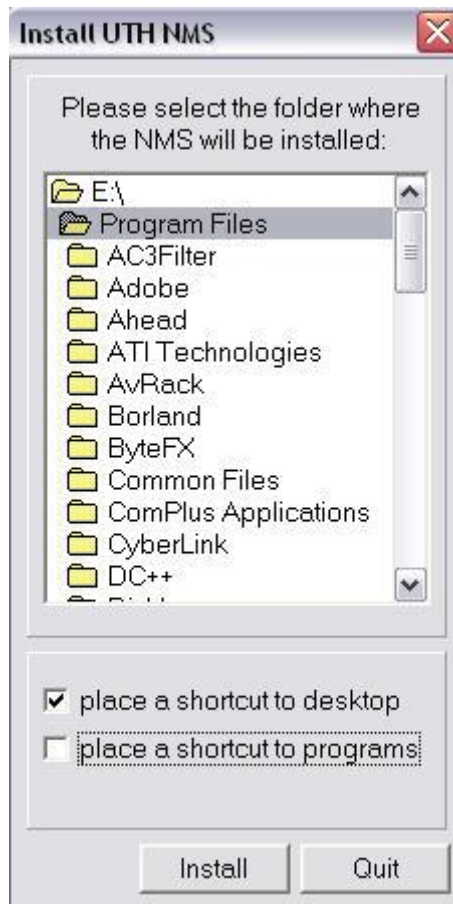 Install UTH NMS
Please select the folder where
the NMS will be installed:
E:\
Program Files
AC3Filter
Adobe
Ahead
ATI Technologies
AvRack
Borland
ByteFX
Common Files
ComPlus Applications
CyberLink
DC++
place a shortcut to desktop
place a shortcut to programs
Install
Quit